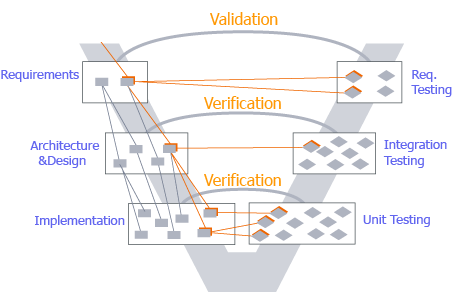 Validation
Requirements
Req.
Testing
Verification
Architecture
&Design
Integration
Testing
Verification
Implementation
Unit Testing